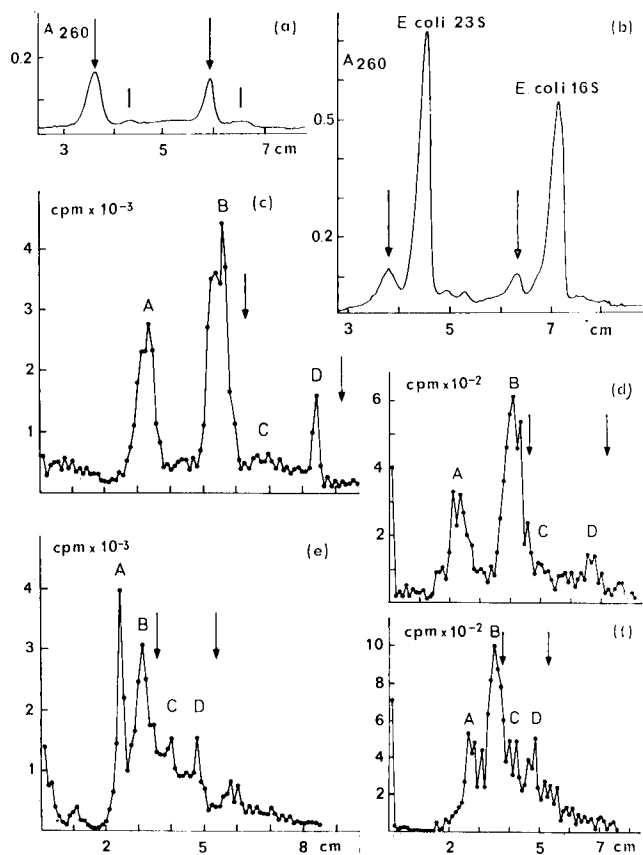 A 260
(a)
0.2
3 5 7 cm
(b)
E coli 23S
A260
E coli 16S
0.5
0.2
3 5 7 cm
cpm x 10-3
(c)
4
3
2
1
A
B
C
D
cpm x 10-2
(d)
6
4
2
A
B
C
D
cpm x 10-3
(e)
4
3
2
1
A
B
C
D
2 5 8 cm
cpm x 10-2
(f)
10
8
6
4
2
A
B
C
D
2 5 7 cm